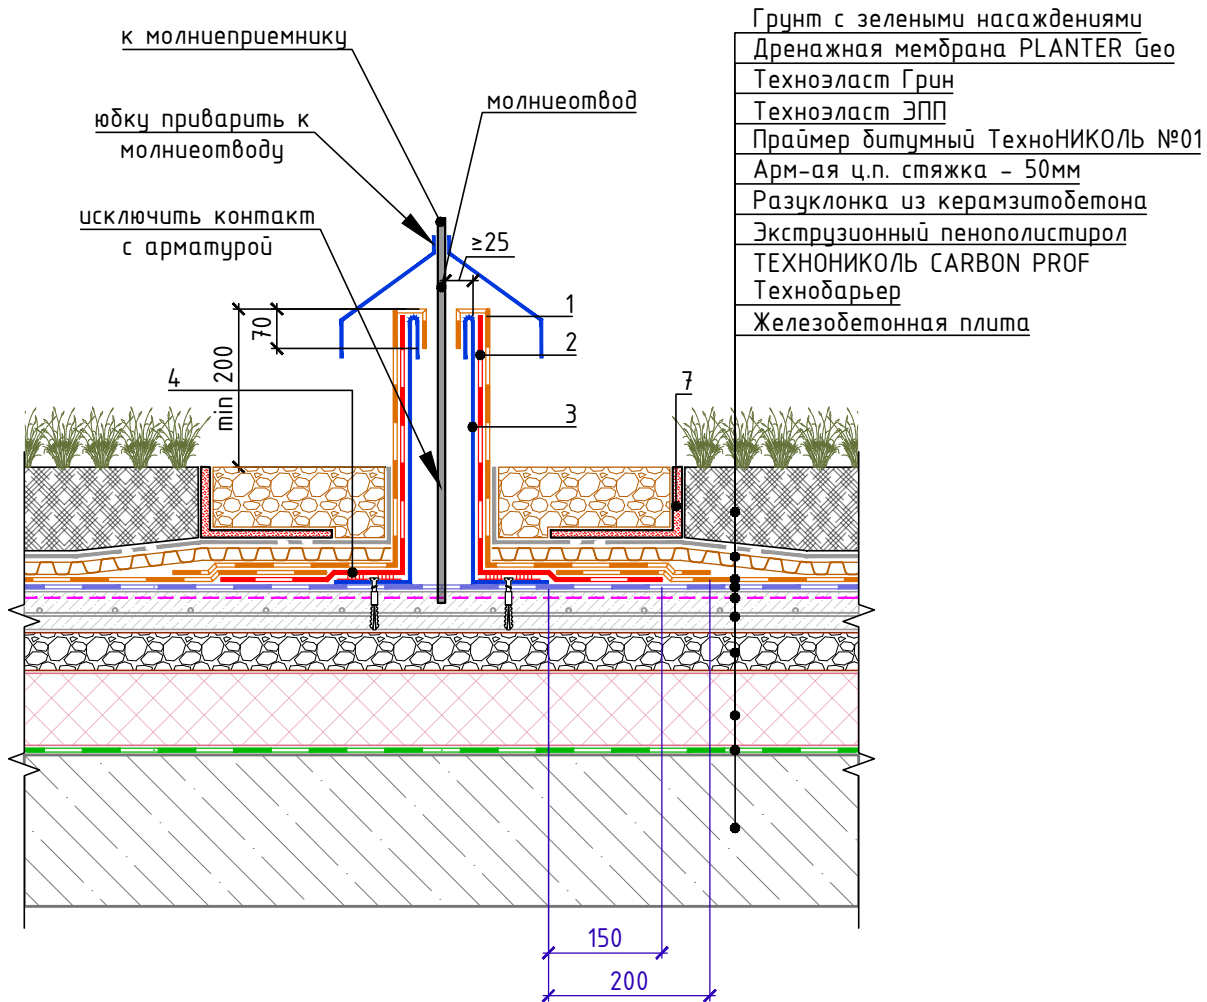 Грунт с зелеными насаждениями
Дренажная мембрана PLANTER Geo
Техноэласт Грин
Техноэласт ЭПП
Праймер битумный ТехноНИКОЛЬ №01
Арм-ая ц.п. стяжка - 50мм
Разуклонка из керамзитобетона
Экструзионный пенополистирол
ТЕХНОНИКОЛЬ CARBON PROF
Технобарьер
Железобетонная плита
к молниеприемнику
молниеотвод
юбку приварить к
молниеотводу
исключить контакт
с арматурой
≥25
70
min 200
1
2
3
4
7
150
200